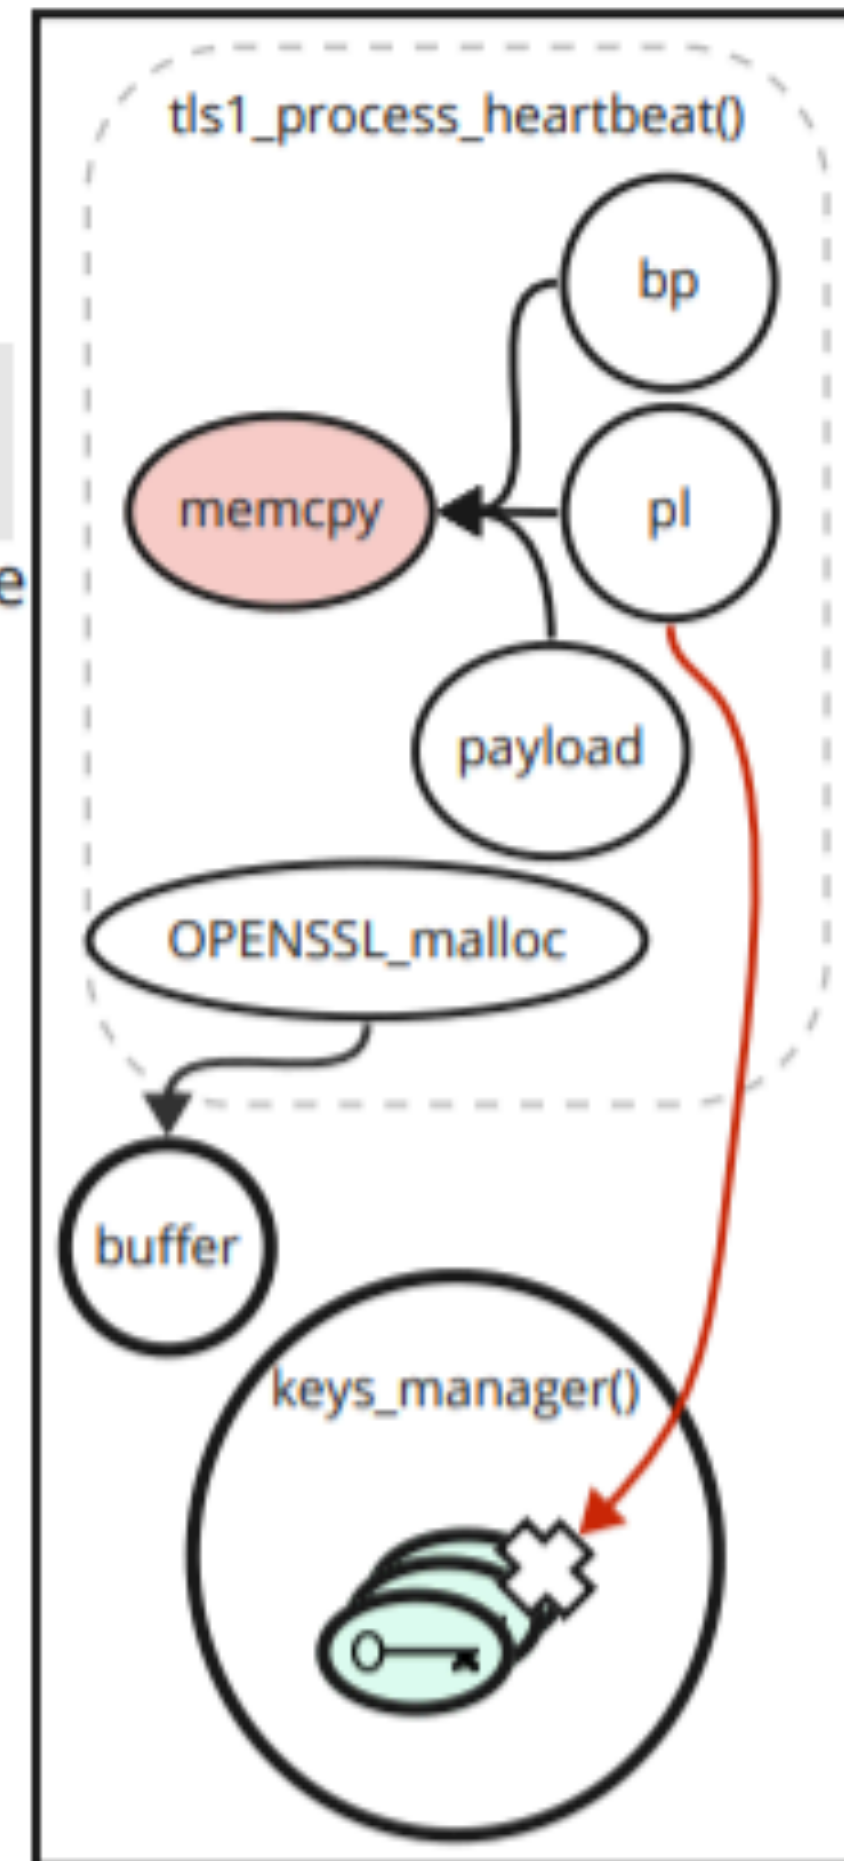 tls1_process_heartbeat()
bp
memcpy
pl
e
payload
OPENSSL_malloc
buffer
keys_manager()